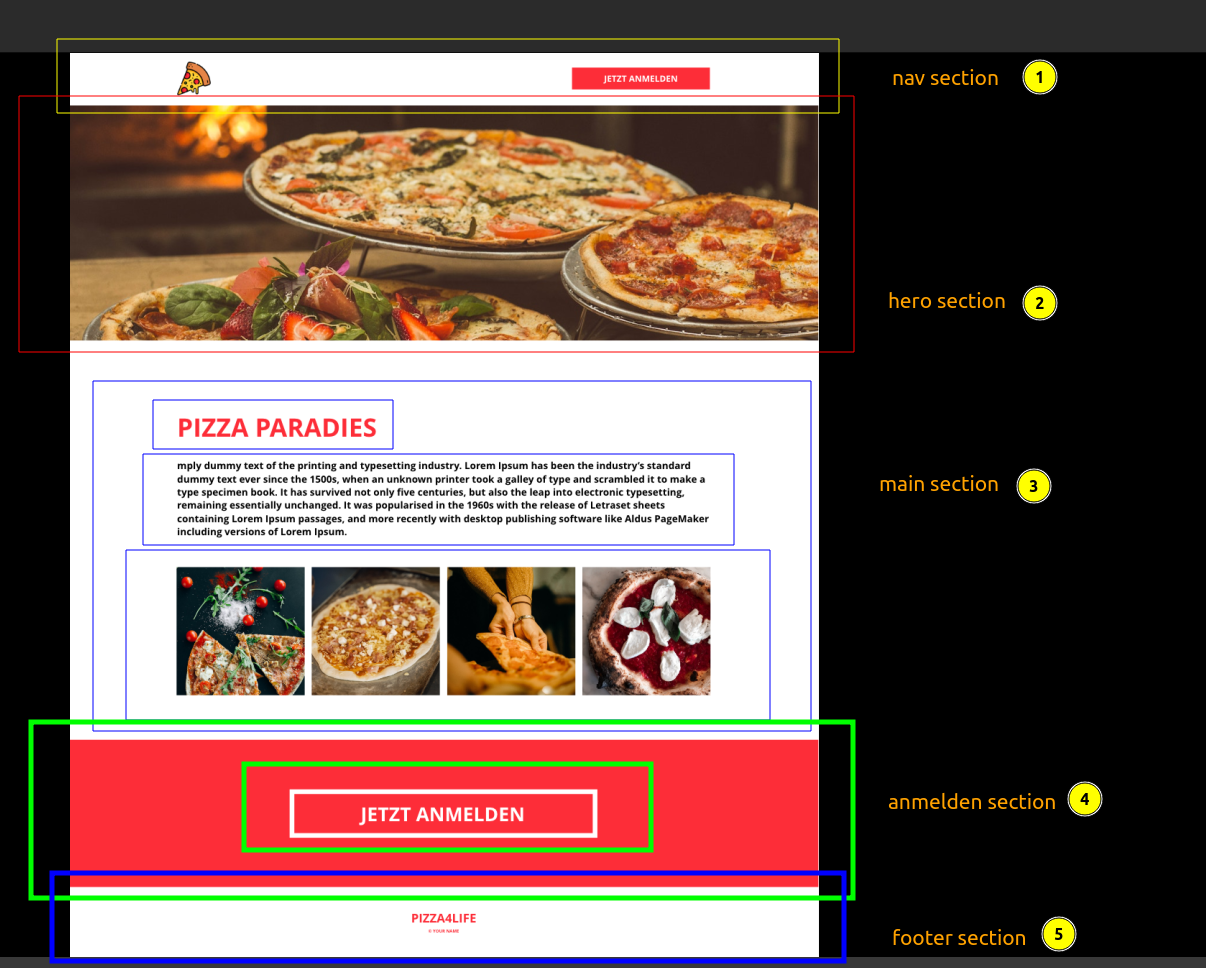 JETZT ANMELDEN
nav section 1
hero section 2
PIZZA PARADIES
mply dummy text of the printing and typesetting industry. Lorem Ipsum has been the industry's standard
dummy text ever since the 1500s, when an unknown printer took a galley of type and scrambled it to make a
type specimen book. It has survived not only five centuries, but also the leap into electronic typesetting,
remaining essentially unchanged. It was popularised in the 1960s with the release of Letraset sheets
containing Lorem Ipsum passages, and more recently with desktop publishing software like Aldus PageMaker
including versions of Lorem Ipsum.
main section 3
JETZT ANMELDEN
anmelden section 4
PIZZA4LIFE
© YOUR NAME
footer section 5